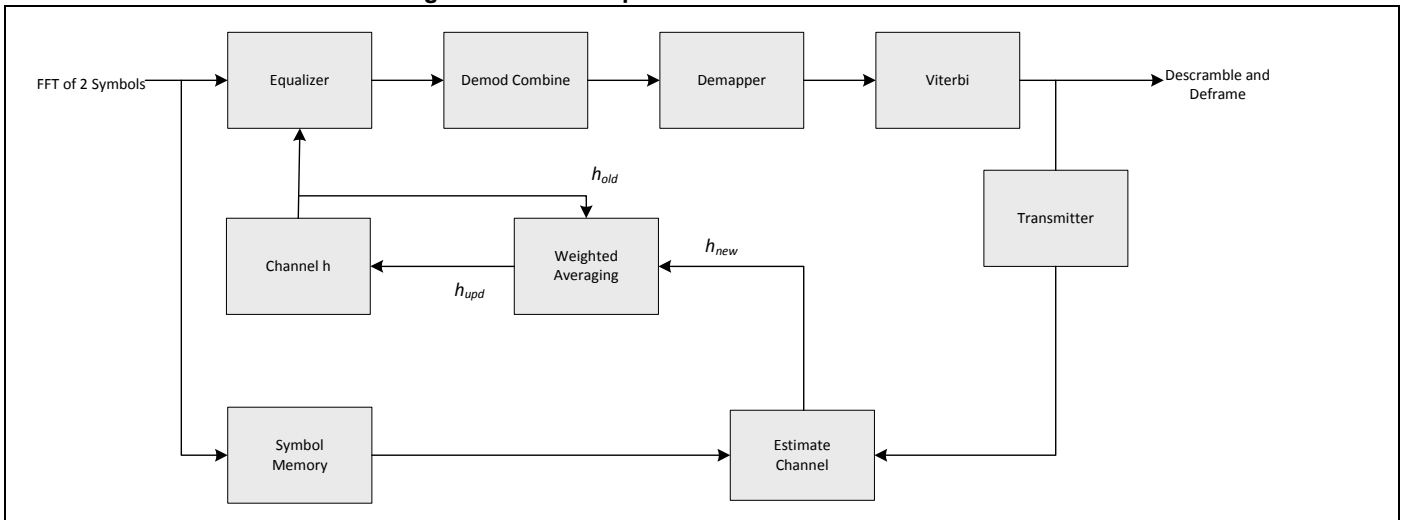 FFT of 2 Symbols
Equalizer
Demod Combine
Demapper
Viterbi
Descramble and
Deframe
h_old
Transmitter
Channel h
Weighted
Averaging
h_new
h_upd
Symbol
Memory
Estimate
Channel